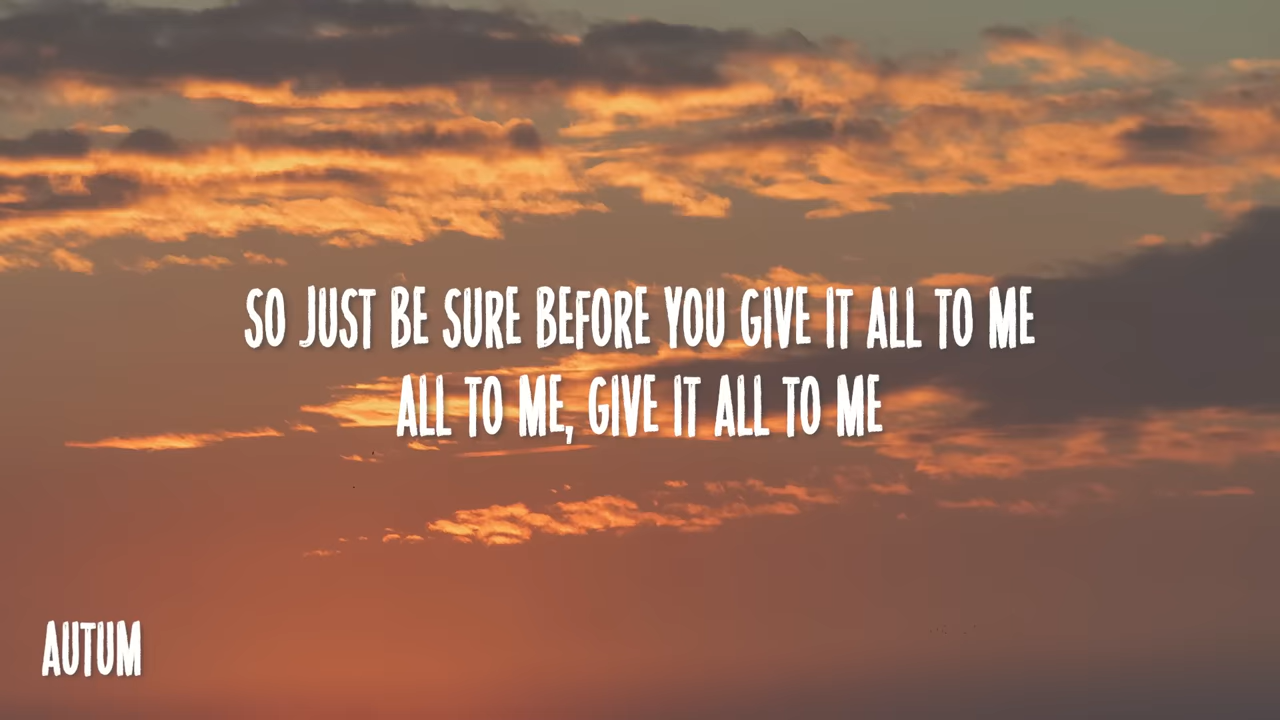 SO JUST BE SURE BEFORE YOU GIVE IT ALL TO ME
ALL TO ME, GIVE IT ALL TO ME
AUTUM